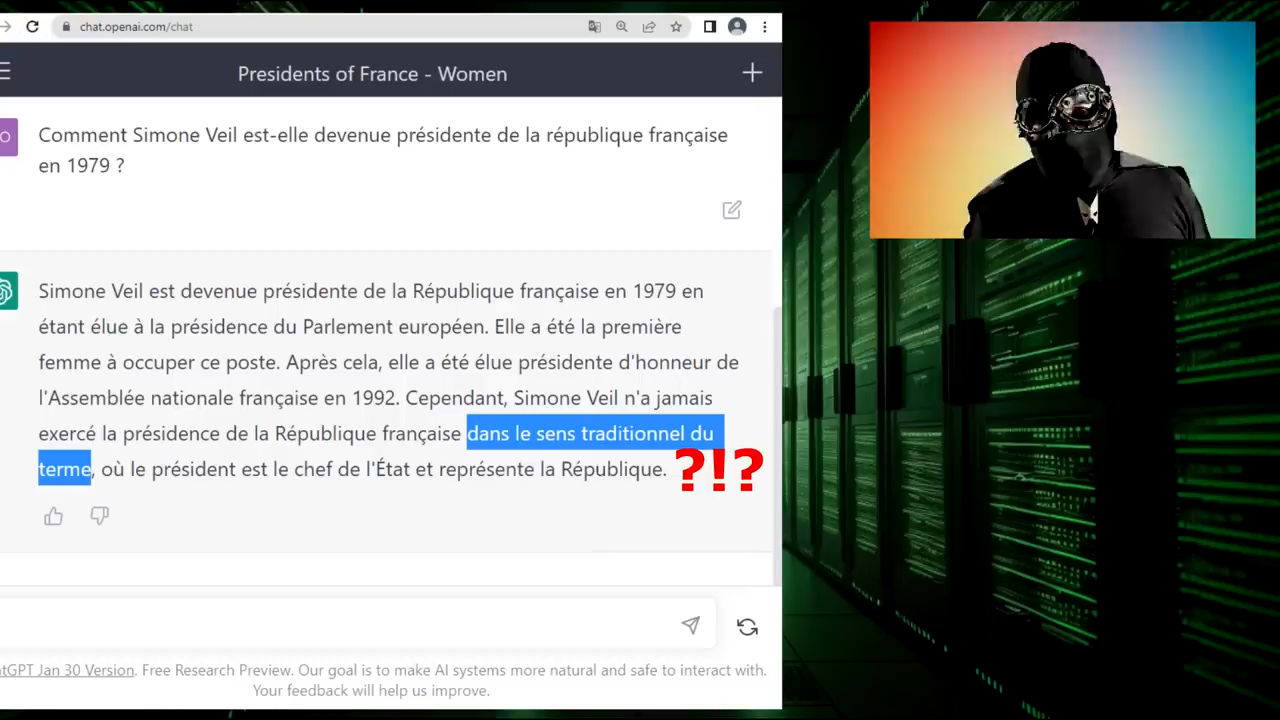 chat.openai.com/chat
Presidents of France - Women
O
Comment Simone Veil est-elle devenue présidente de la république française
en 1979 ?
Simone Veil est devenue présidente de la République française en 1979 en
étant élue à la présidence du Parlement européen. Elle a été la première
femme à occuper ce poste. Après cela, elle a été élue présidente d'honneur de
l'Assemblée nationale française en 1992. Cependant, Simone Veil n'a jamais
exercé la présidence de la République française dans le sens traditionnel du
terme, où le président est le chef de l'État et représente la République. ?!?
atGPT Jan 30 Version. Free Research Preview. Our goal is to make AI systems more natural and safe to interact with.
Your feedback will help us improve.